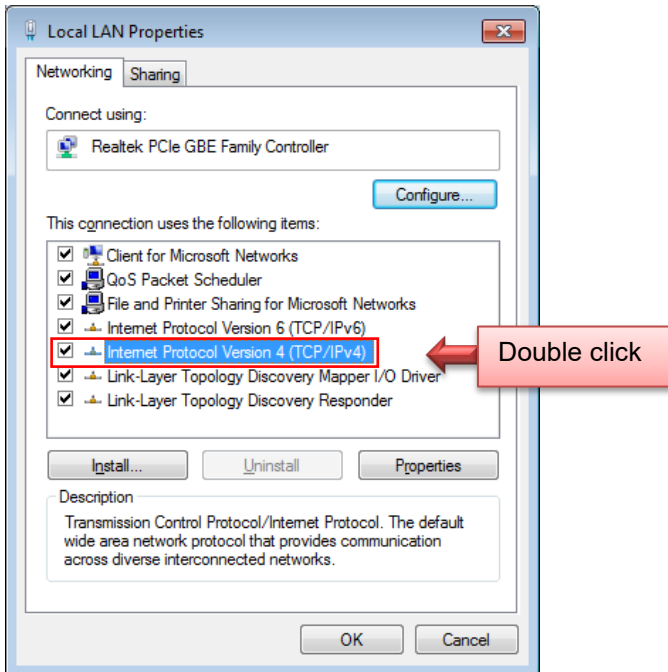 Local LAN Properties
Networking Sharing
Connect using:
Realtek PCIe GBE Family Controller
Configure...
This connection uses the following items:
Client for Microsoft Networks
QoS Packet Scheduler
File and Printer Sharing for Microsoft Networks
Internet Protocol Version 6 (TCP/IPv6)
Internet Protocol Version 4 (TCP/IPv4)
Double click
Link-Layer Topology Discovery Mapper I/O Driver
Link-Layer Topology Discovery Responder
Install... Uninstall Properties
Description
Transmission Control Protocol/Internet Protocol. The default
wide area network protocol that provides communication
across diverse interconnected networks.
OK Cancel